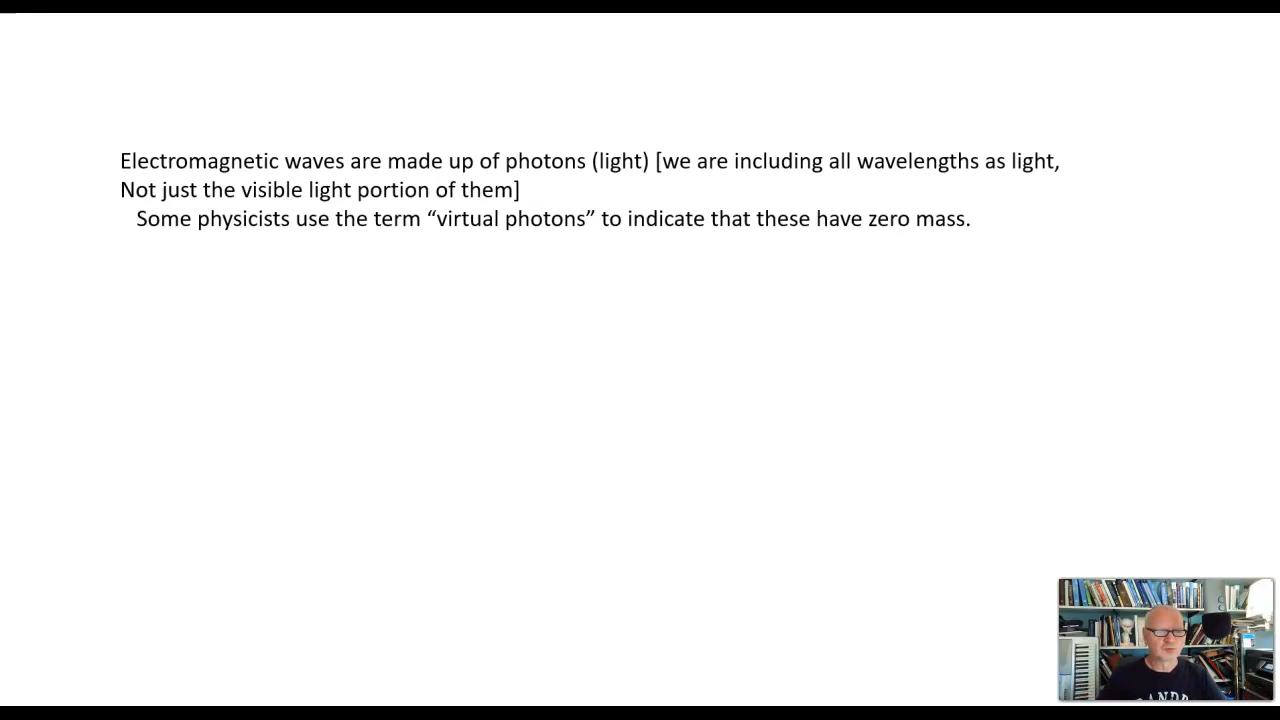 Electromagnetic waves are made up of photons (light) [we are including all wavelengths as light,
Not just the visible light portion of them]
Some physicists use the term “virtual photons” to indicate that these have zero mass.